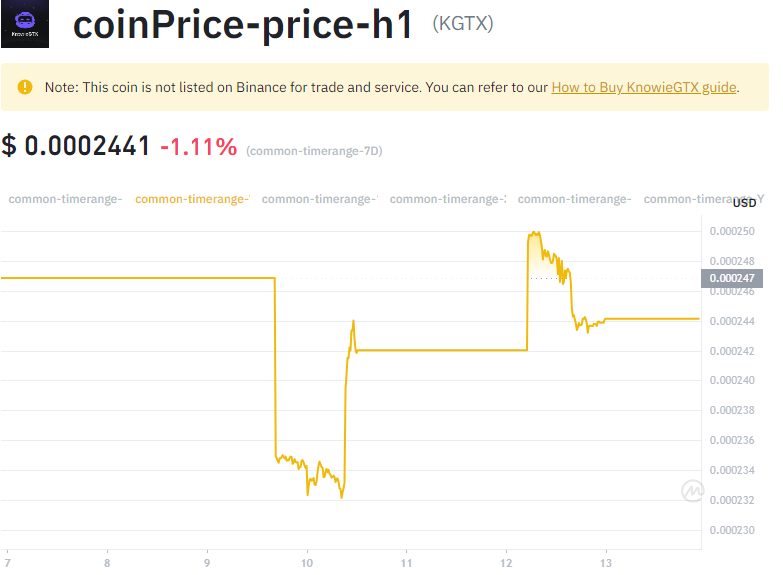 KnowieGTX
coinPrice-price-h1 (KGTX)
Note: This coin is not listed on Binance for trade and service. You can refer to our How to Buy KnowieGTX guide.
$ 0.0002441 -1.11% (common-timerange-7D)
common-timerange- common-timerange- common-timerange- common-timerange- common-timerange- common-timerange-Y
USD
0.000250
0.000248
0.000247
0.000246
0.000244
0.000242
0.000240
0.000238
0.000236
0.000234
0.000232
0.000230
7 8 9 10 11 12 13